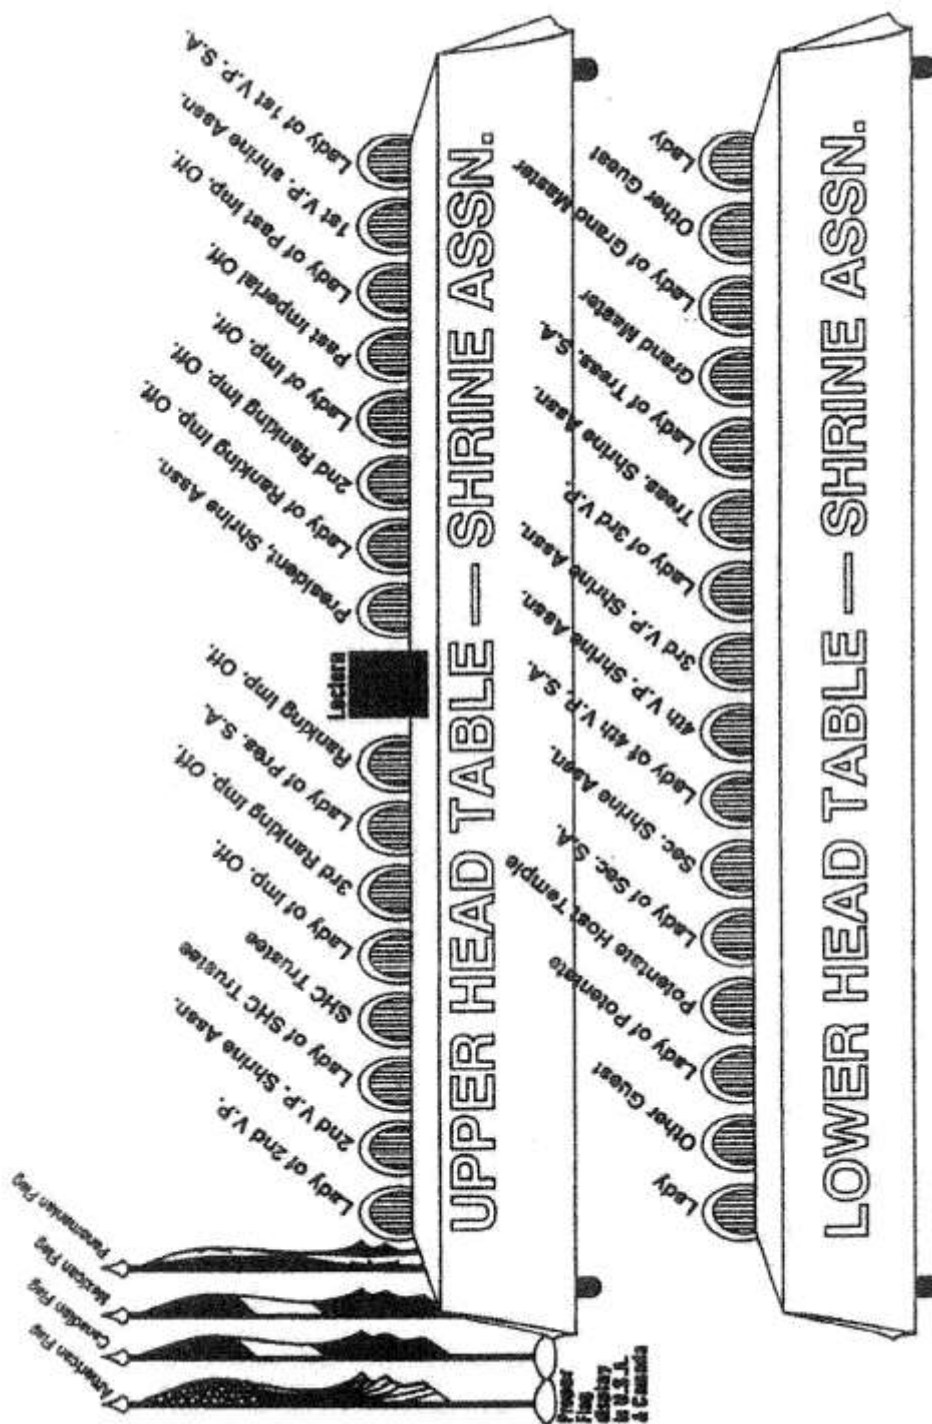 American Flag
Canadian Flag
Mexican Flag
Panamanian Flag
Proper
Flag
display
in U.S.A.
& Canada
Lady of 2nd V.P.
2nd V.P. Shrine Assn.
Lady of SHC Trustee
SHC Trustee
Lady of Imp. Off.
3rd Ranking Imp. Off.
Lady of Pres. S.A.
Ranking Imp. Off.
Lectern
President, Shrine Assn.
Lady of Ranking Imp. Off.
2nd Ranking Imp. Off.
Lady of Imp. Off.
Past Imperial Off.
Lady of Past Imp. Off.
1st V.P. shrine Assn.
Lady of 1st V.P. S.A.
UPPER HEAD TABLE — SHRINE ASSN.
Lady
Other Guest
Lady of Potentate
Potentate Host Temple
Lady of Sec. S.A.
Sec. Shrine Assn.
Lady of 4th V.P. S.A.
4th V.P. Shrine Assn.
3rd V.P. Shrine Assn.
Lady of 3rd V.P.
Treas. Shrine Assn.
Lady of Treas. S.A.
Grand Master
Lady of Grand Master
Other Guest
Lady
LOWER HEAD TABLE — SHRINE ASSN.